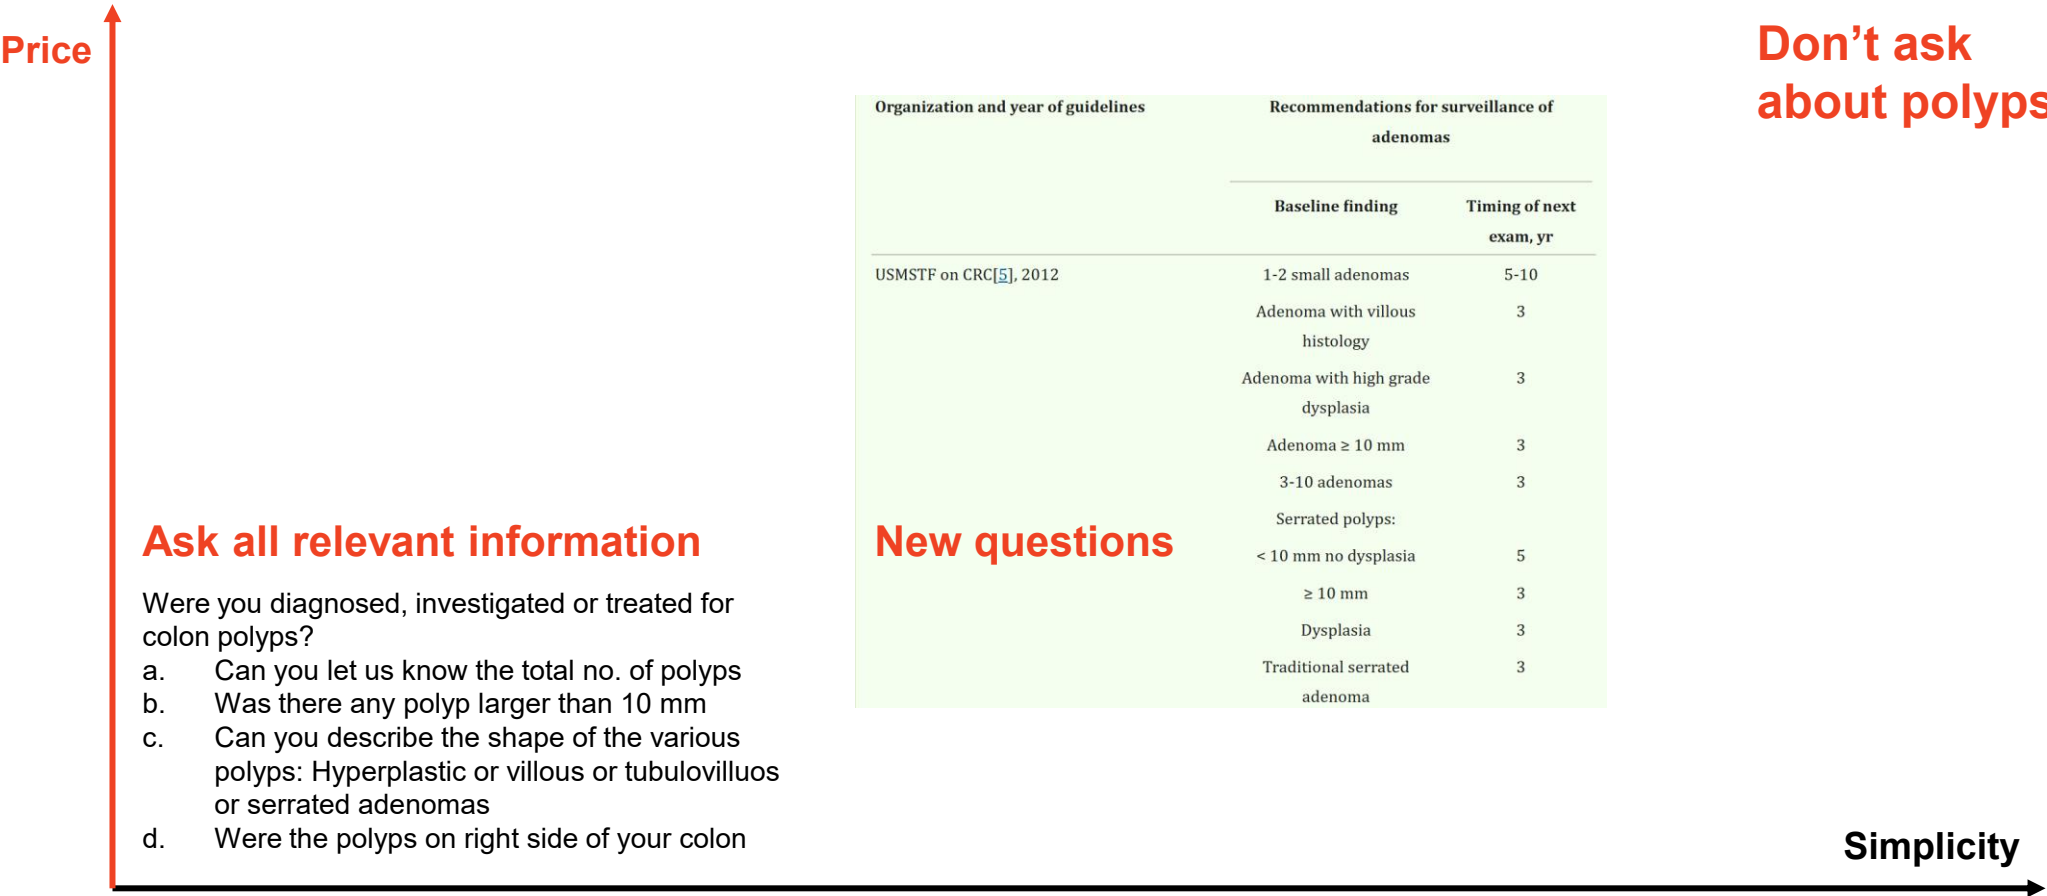 Price
Don’t ask
about polyps
Organization and year of guidelines
Recommendations for surveillance of
adenomas
Baseline finding
Timing of next
exam, yr
USMSTF on CRC[5], 2012
1-2 small adenomas
5-10
Adenoma with villous
histology
3
Adenoma with high grade
dysplasia
3
Adenoma ≥ 10 mm
3
3-10 adenomas
3
Serrated polyps:
< 10 mm no dysplasia
5
≥ 10 mm
3
Dysplasia
3
Traditional serrated
adenoma
3
Ask all relevant information
Were you diagnosed, investigated or treated for
colon polyps?
a. Can you let us know the total no. of polyps
b. Was there any polyp larger than 10 mm
c. Can you describe the shape of the various
polyps: Hyperplastic or villous or tubulovilluos
or serrated adenomas
d. Were the polyps on right side of your colon
New questions
Simplicity